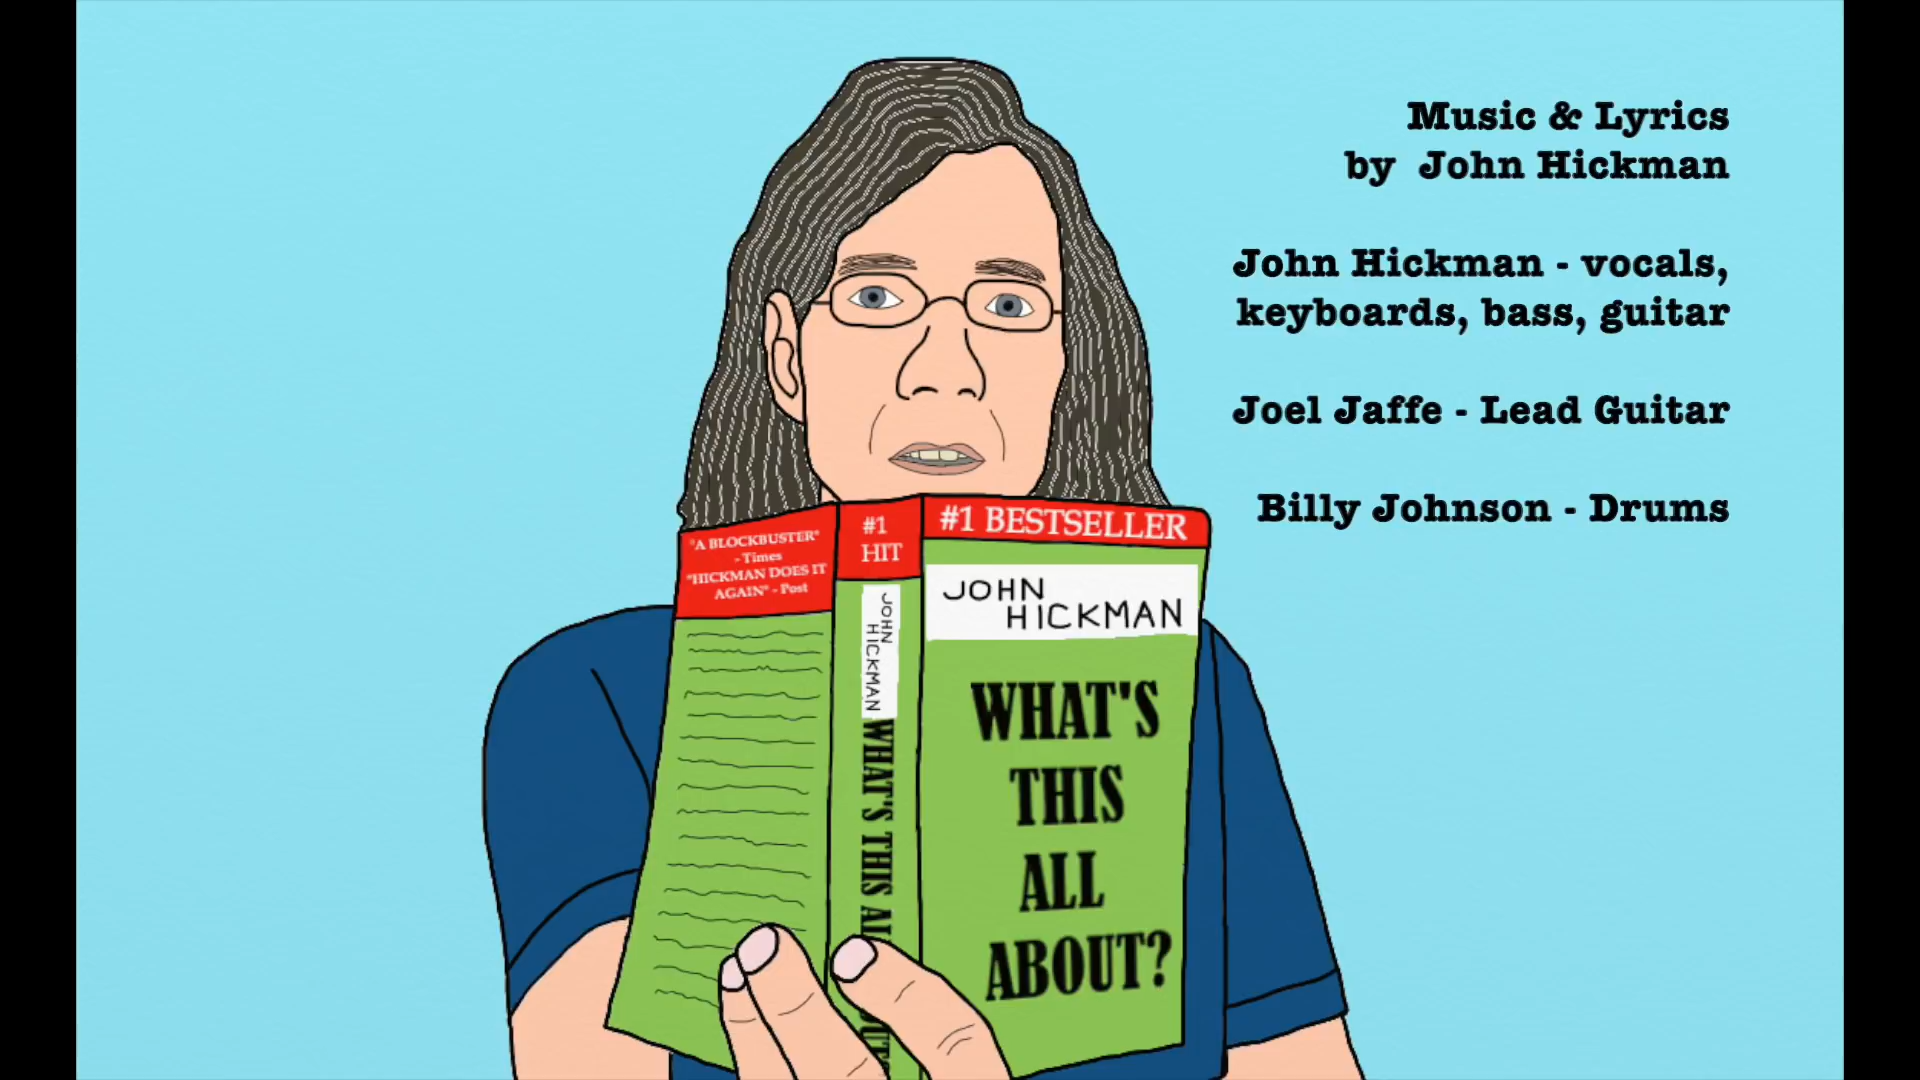 Music & Lyrics
by John Hickman
John Hickman - vocals,
keyboards, bass, guitar
Joel Jaffe - Lead Guitar
Billy Johnson - Drums
"A BLOCKBUSTER"
- Times
"HICKMAN DOES IT
AGAIN" - Post
#1
HIT
JOHN
HICKMAN
WHAT'S THIS AL
OUT?
#1 BESTSELLER
JOHN
HICKMAN
WHAT'S
THIS
ALL
ABOUT?